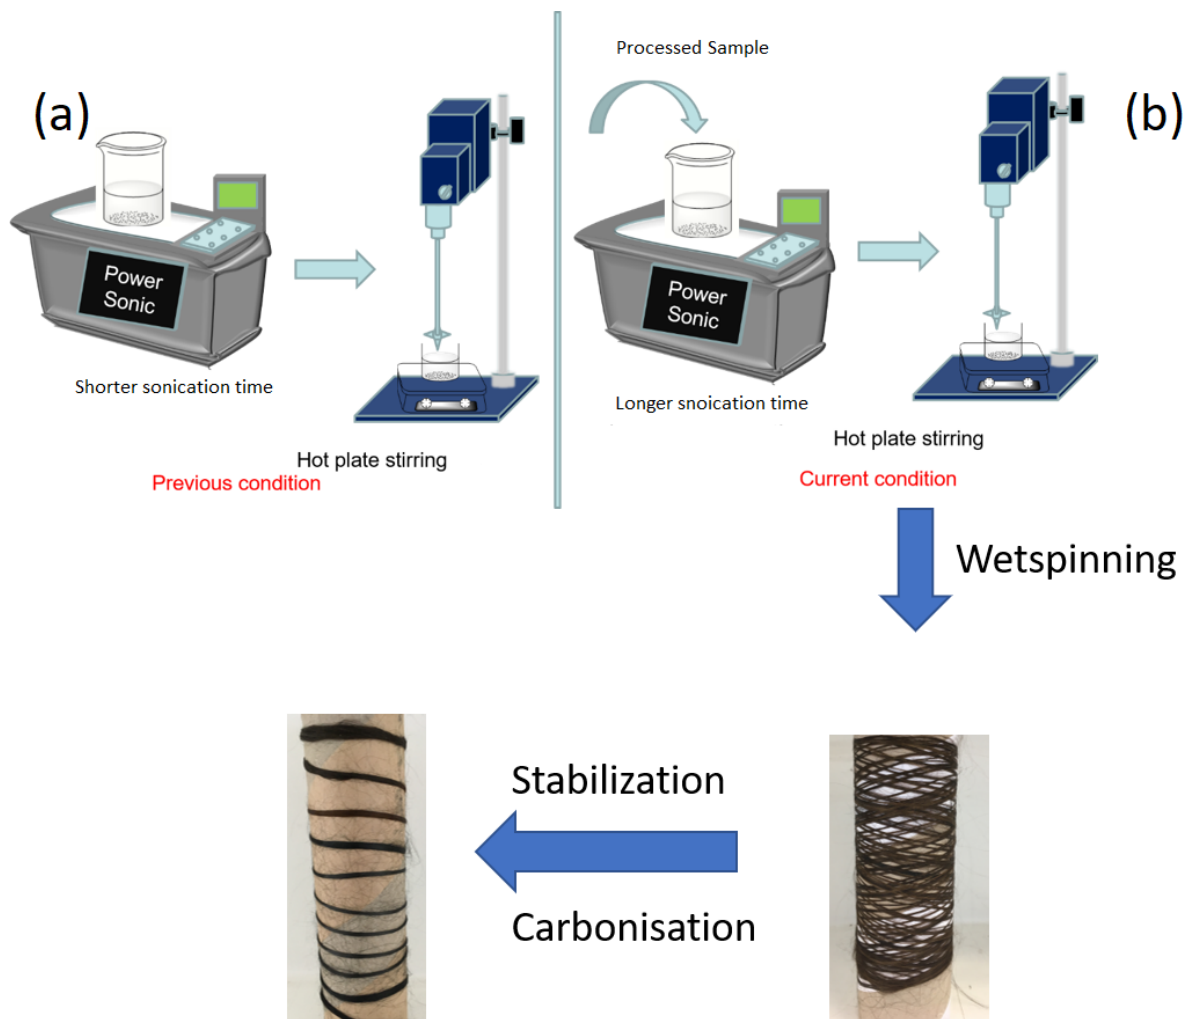 (a)
Power
Sonic
Shorter sonication time
Hot plate stirring
Previous condition
Processed Sample
(b)
Power
Sonic
Longer snoication time
Hot plate stirring
Current condition
Wetspinning
Stabilization
Carbonisation